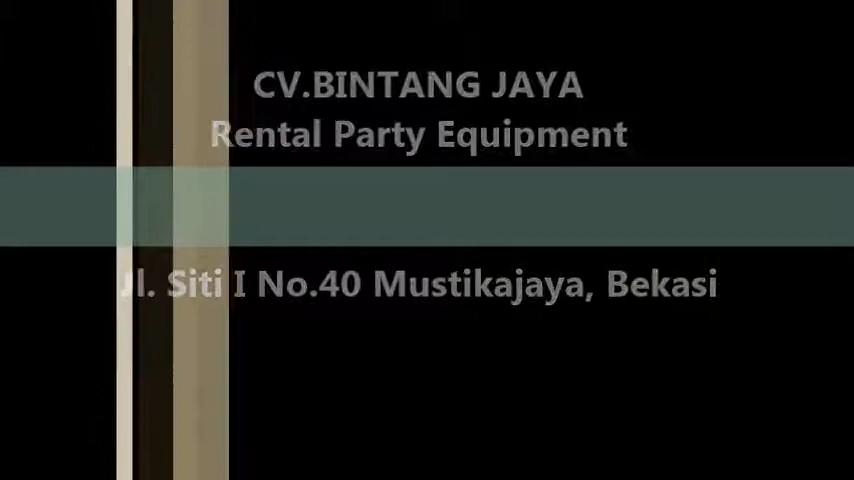 CV.BINTANG JAYA
Rental Party Equipment
Jl. Siti I No.40 Mustikajaya, Bekasi